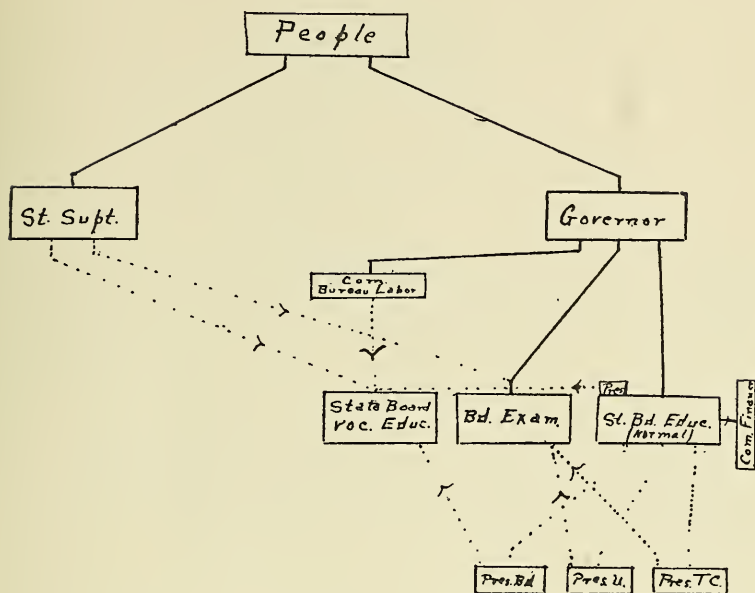 People
St. Supt.
Governor
Com.
Bureau Labor
Pres
State Board
Voc. Educ.
Bd. Exam.
St. Bd. Educ.
(Normal)
Com. Finance
Pres. Bd.
Pres. U.
Pres. T.C.